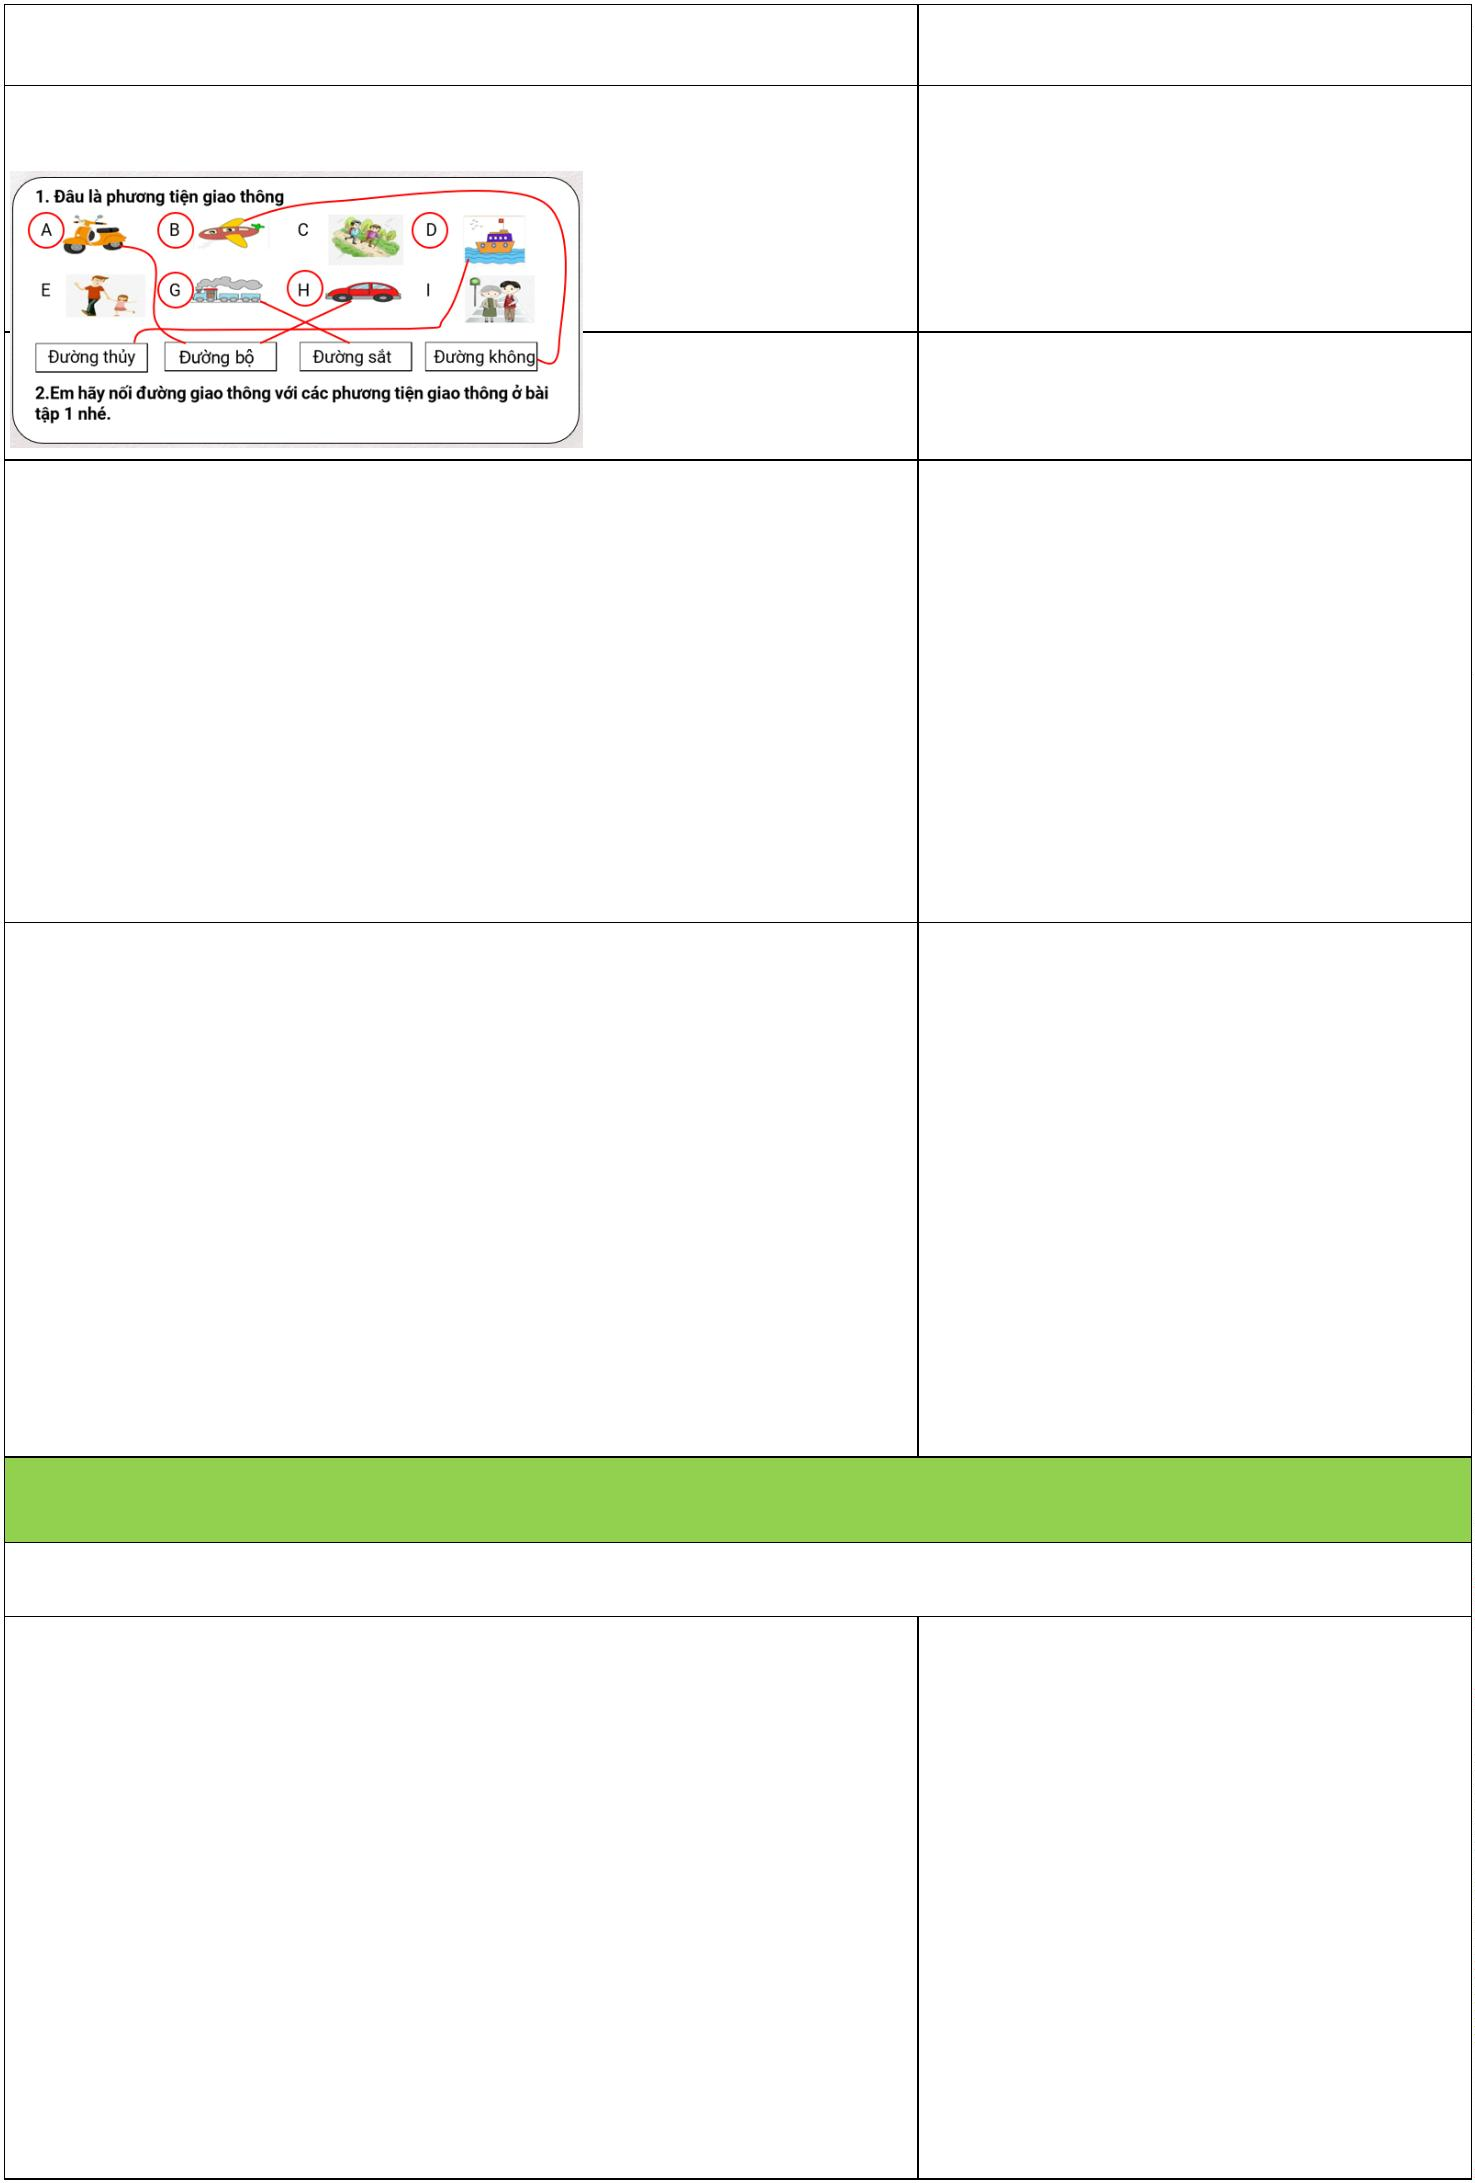 1. Đâu là phương tiện giao thông
A B C D
E G H I
Đường thủy Đường bộ Đường sắt Đường không
2.Em hãy nối đường giao thông với các phương tiện giao thông ở bài
tập 1 nhé.